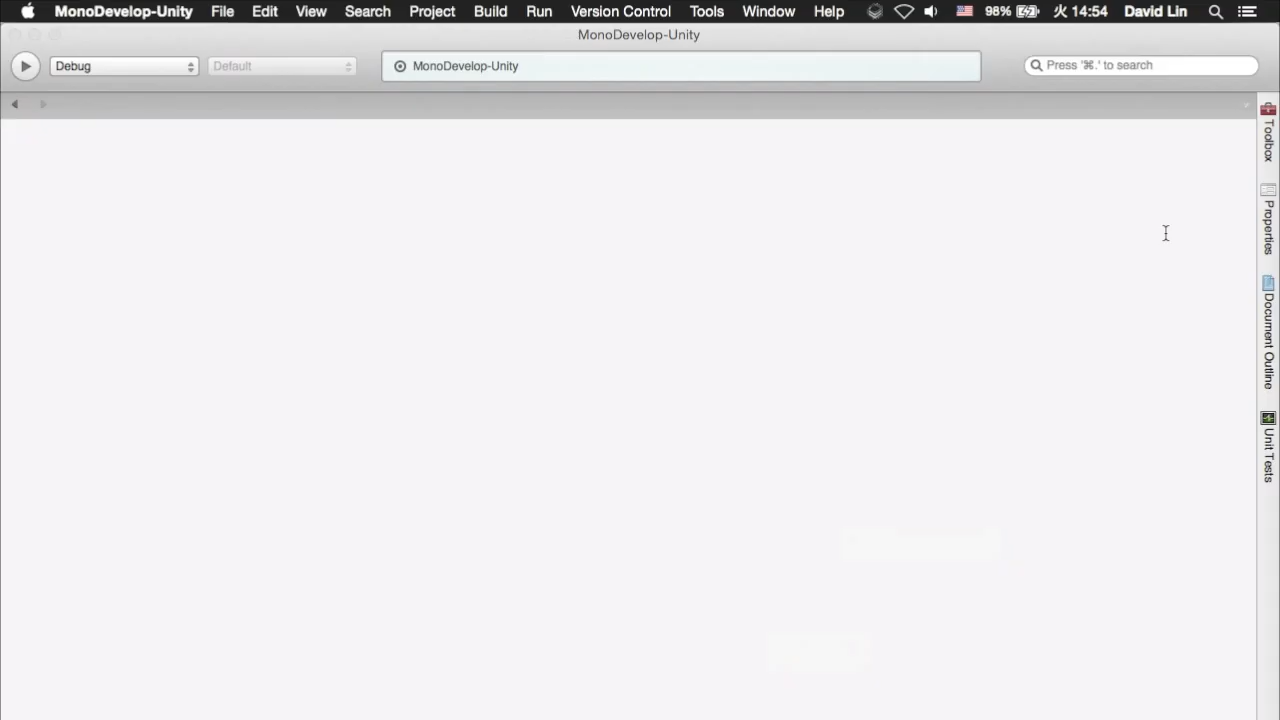 MonoDevelop-Unity File Edit View Search Project Build Run Version Control Tools Window Help 98% 火 14:54 David Lin
MonoDevelop-Unity
Debug Default MonoDevelop-Unity Press '⌘.' to search
Toolbox
Properties
Document Outline
Unit Tests